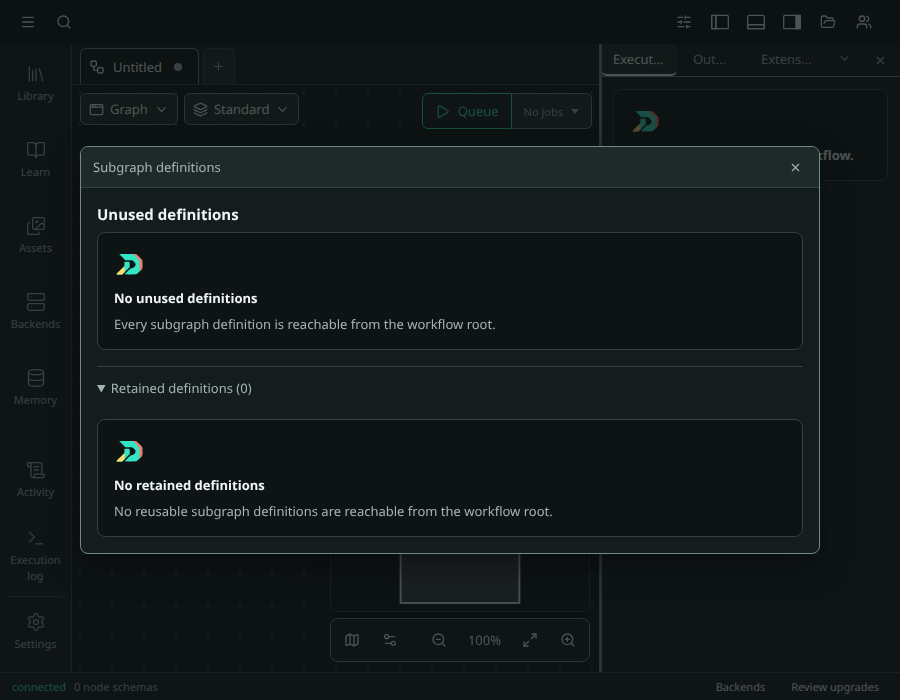 Untitled
Execut...
Out...
Extens...
Library
Graph
Standard
Queue
No jobs
Learn
kflow.
Subgraph definitions
Unused definitions
No unused definitions
Every subgraph definition is reachable from the workflow root.
Retained definitions (0)
No retained definitions
No reusable subgraph definitions are reachable from the workflow root.
Assets
Backends
Memory
Activity
Execution
log
Settings
100%
connected
0 node schemas
Backends
Review upgrades